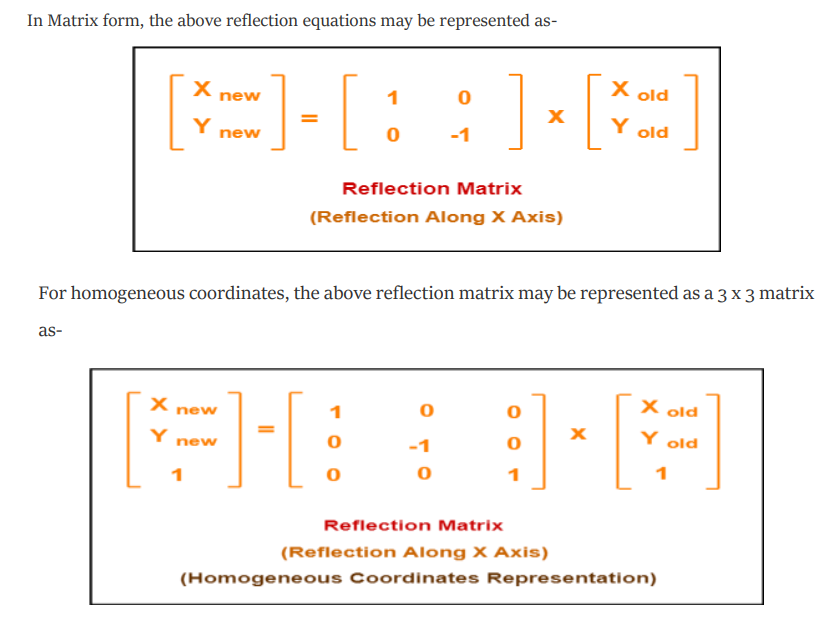 In Matrix form, the above reflection equations may be represented as-
X new = 1 0 x X old
Y new 0 -1 Y old
Reflection Matrix
(Reflection Along X Axis)
For homogeneous coordinates, the above reflection matrix may be represented as a 3 x 3 matrix
as-
X new = 1 0 0 x X old
Y new 0 -1 0 Y old
1 0 0 1 1
Reflection Matrix
(Reflection Along X Axis)
(Homogeneous Coordinates Representation)